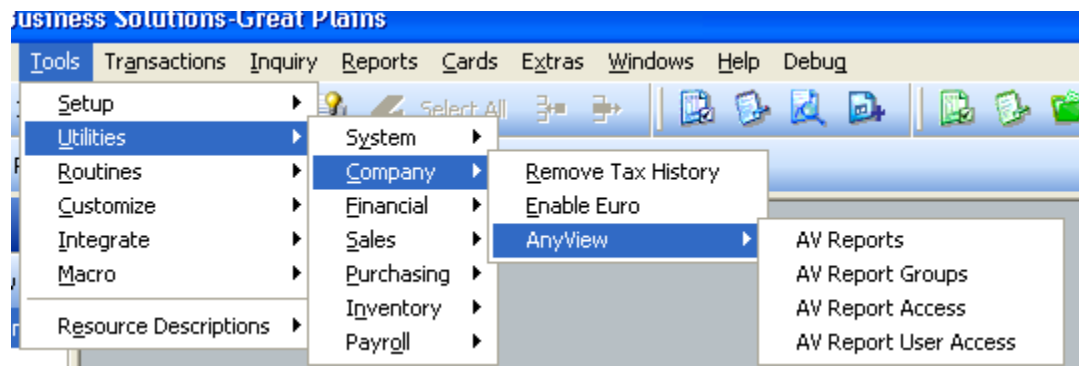 Business Solutions-Great Plains
Tools Transactions Inquiry Reports Cards Extras Windows Help Debug
Select All
Setup
Utilities
Routines
Customize
Integrate
Macro
Resource Descriptions
System
Company
Financial
Sales
Purchasing
Inventory
Payroll
Remove Tax History
Enable Euro
AnyView
AV Reports
AV Report Groups
AV Report Access
AV Report User Access